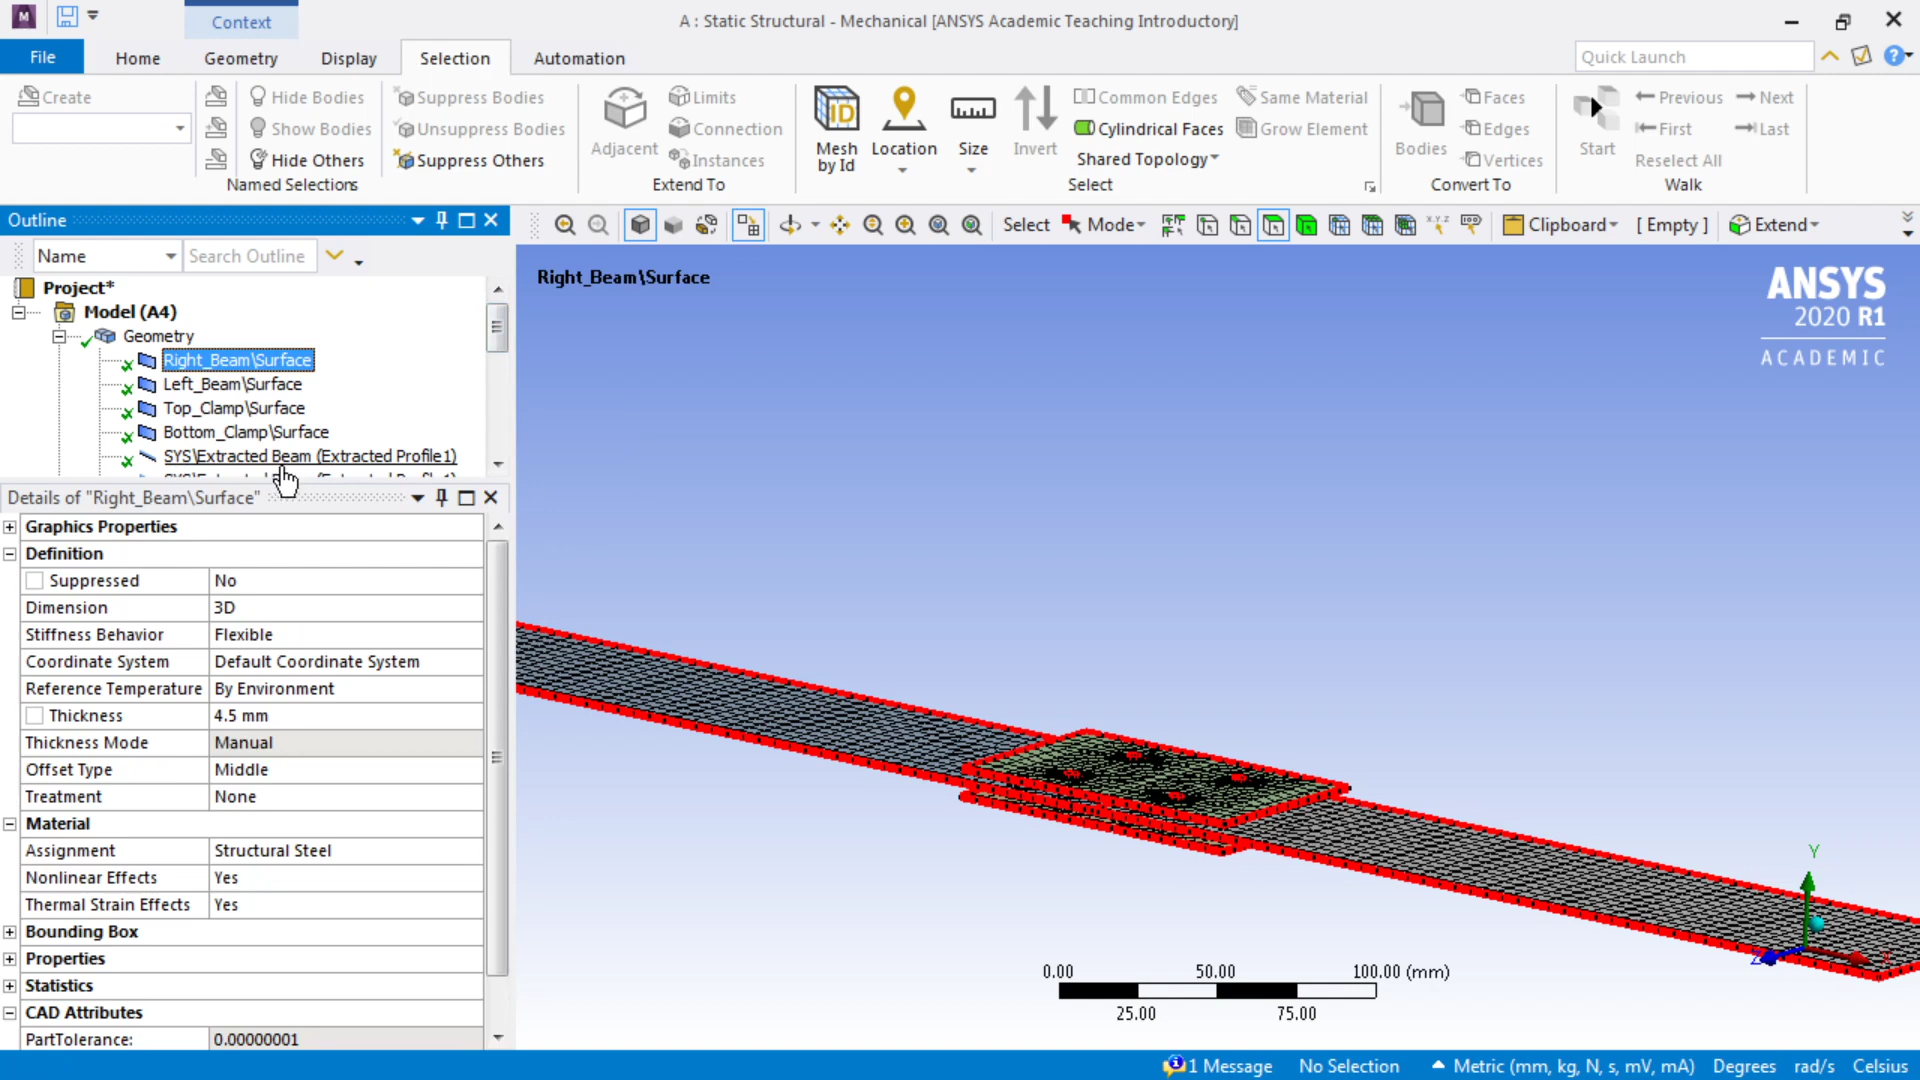 M
Context
A : Static Structural - Mechanical [ANSYS Academic Teaching Introductory]
File
Home
Geometry
Display
Selection
Automation
Quick Launch
Create
Hide Bodies
Show Bodies
Hide Others
Named Selections
Suppress Bodies
Unsuppress Bodies
Suppress Others
Adjacent
Limits
Connection
Instances
Extend To
ID
Mesh by Id
Location
Size
Invert
Common Edges
Cylindrical Faces
Shared Topology
Same Material
Grow Element
Select
Bodies
Faces
Edges
Vertices
Convert To
Start
Previous
Next
First
Last
Reselect All
Walk
Outline
Name
Search Outline
Select
Mode
Clipboard
[ Empty ]
Extend
Project*
Model (A4)
Geometry
Right_Beam\Surface
Left_Beam\Surface
Top_Clamp\Surface
Bottom_Clamp\Surface
SYS\Extracted Beam (Extracted Profile1)
Details of "Right_Beam\Surface"
Graphics Properties
Definition
Suppressed No
Dimension 3D
Stiffness Behavior Flexible
Coordinate System Default Coordinate System
Reference Temperature By Environment
Thickness 4.5 mm
Thickness Mode Manual
Offset Type Middle
Treatment None
Material
Assignment Structural Steel
Nonlinear Effects Yes
Thermal Strain Effects Yes
Bounding Box
Properties
Statistics
CAD Attributes
PartTolerance: 0.00000001
Right_Beam\Surface
ANSYS
2020 R1
ACADEMIC
Y
Z
0.00 50.00 100.00 (mm)
25.00 75.00
1 Message
No Selection
Metric (mm, kg, N, s, mV, mA)
Degrees
rad/s
Celsius